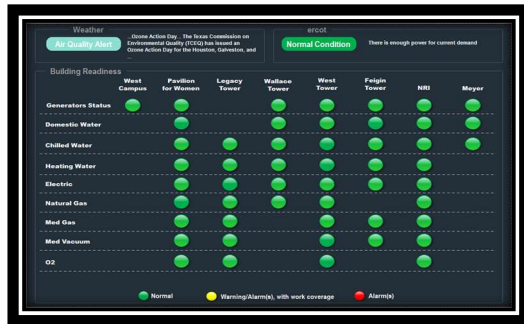 Weather
Air Quality Alert
...Ozone Action Day... The Texas Commission on
Environmental Quality (TCEQ) has issued an
Ozone Action Day for the Houston, Galveston, and
...
ercot
Normal Condition
There is enough power for current demand
Building Readiness
West Campus
Pavilion for Women
Legacy Tower
Wallace Tower
West Tower
Feigin Tower
NRI
Meyer
Generators Status
Domestic Water
Chilled Water
Heating Water
Electric
Natural Gas
Med Gas
Med Vacuum
O2
Normal
Warning/Alarm(s), with work coverage
Alarm(s)